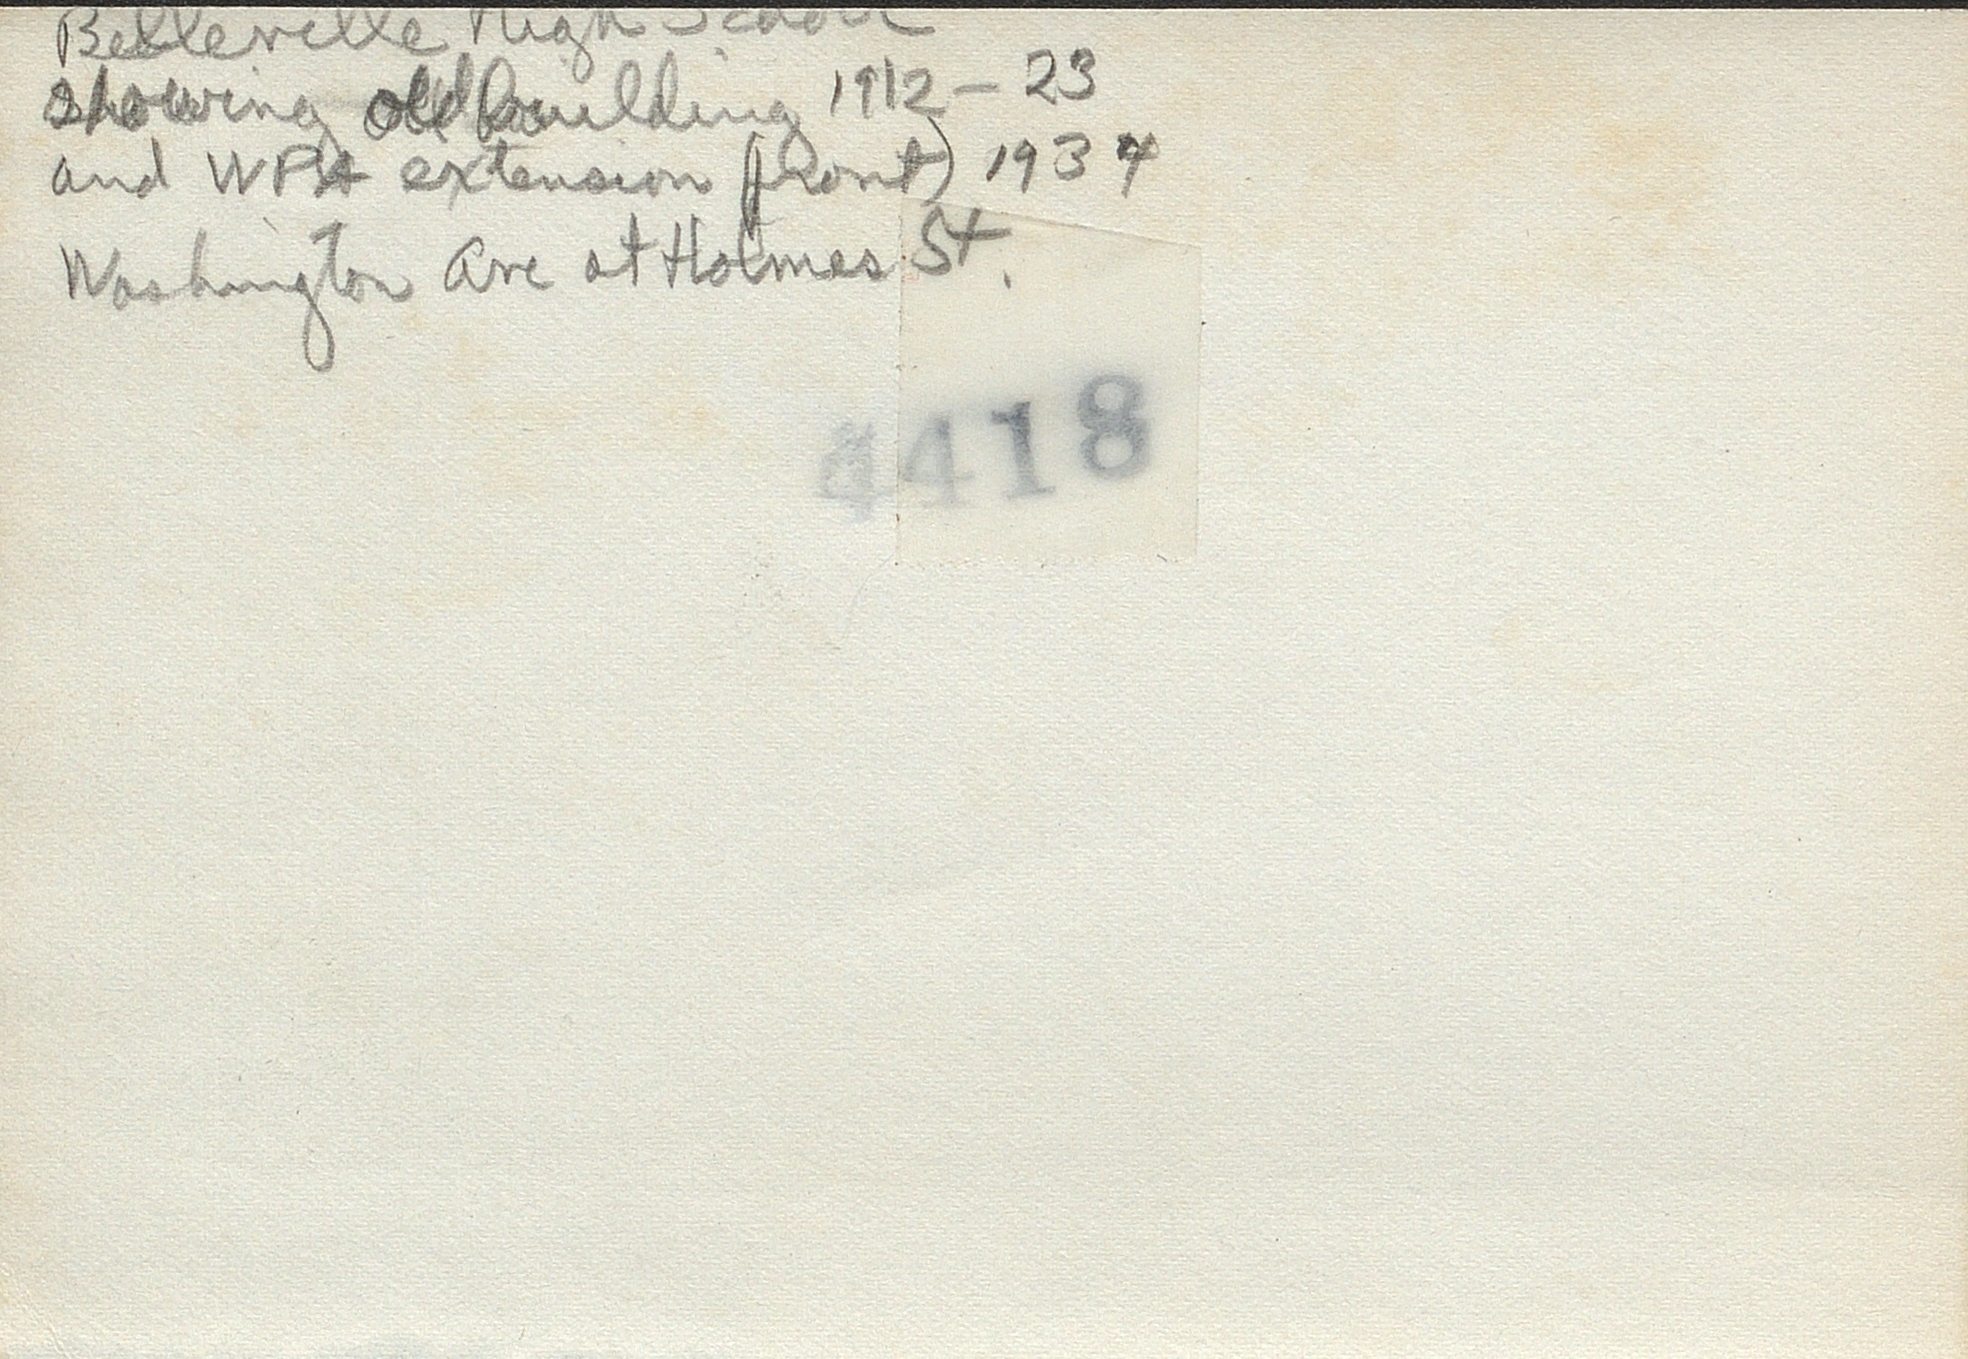 Belleville High School
showing old building 1912 - 23
and WPA extension front) 1937
Washington Ave at Holmes St.
4418